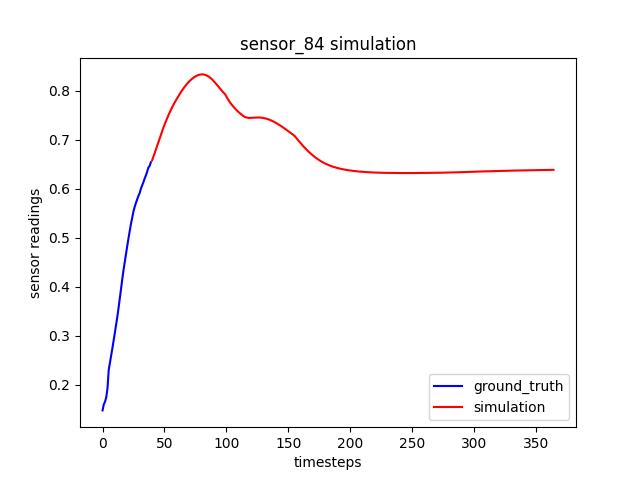 sensor_84 simulation
sensor readings
0.8
0.7
0.6
0.5
0.4
0.3
0.2
0 50 100 150 200 250 300 350
timesteps
ground_truth
simulation